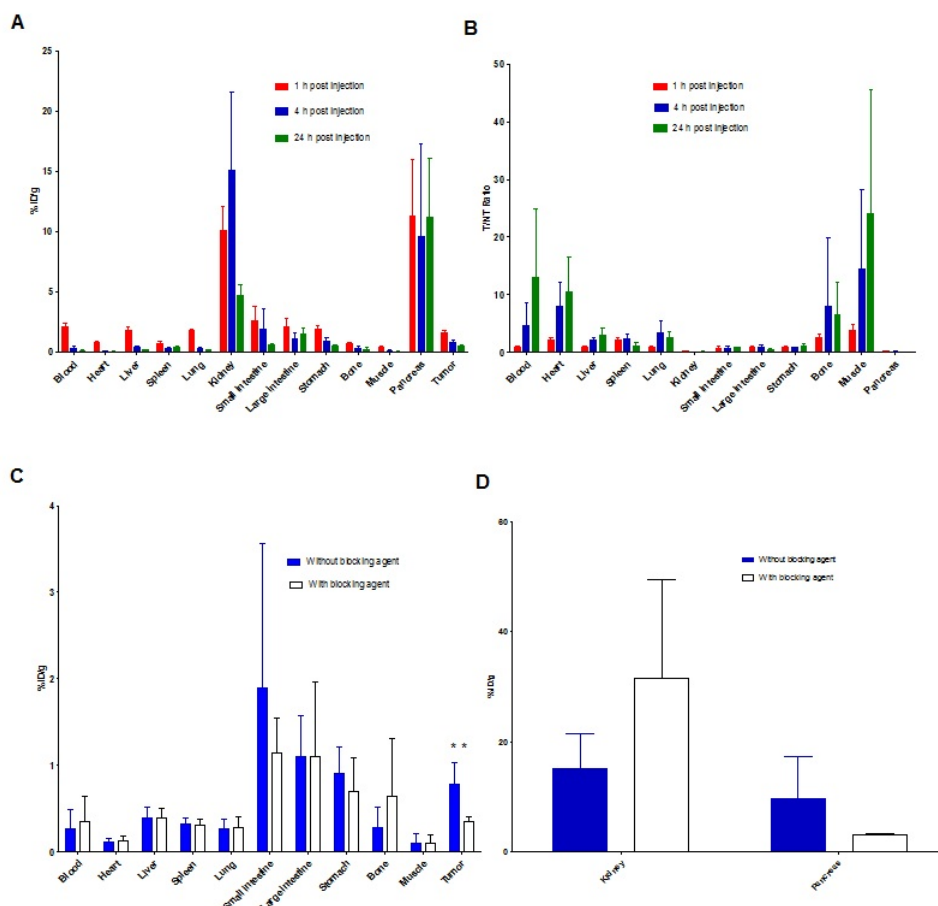 A
25
20
15
10
5
0
%ID/g
1 h post injection
4 h post injection
24 h post injection
Blood
Heart
Liver
Spleen
Lung
Kidney
Small Intestine
Large Intestine
Stomach
Bone
Muscle
Pancreas
Tumor
B
50
40
30
20
10
0
T/NT Ratio
1 h post injection
4 h post injection
24 h post injection
Blood
Heart
Liver
Spleen
Lung
Kidney
Small Intestine
Large Intestine
Stomach
Bone
Muscle
Pancreas
C
4
3
2
1
0
%ID/g
Without blocking agent
With blocking agent
* *
Blood
Heart
Liver
Spleen
Lung
Small Intestine
Large Intestine
Stomach
Bone
Muscle
Tumor
D
60
40
20
0
%ID/g
Without blocking agent
With blocking agent
Kidney
Pancreas